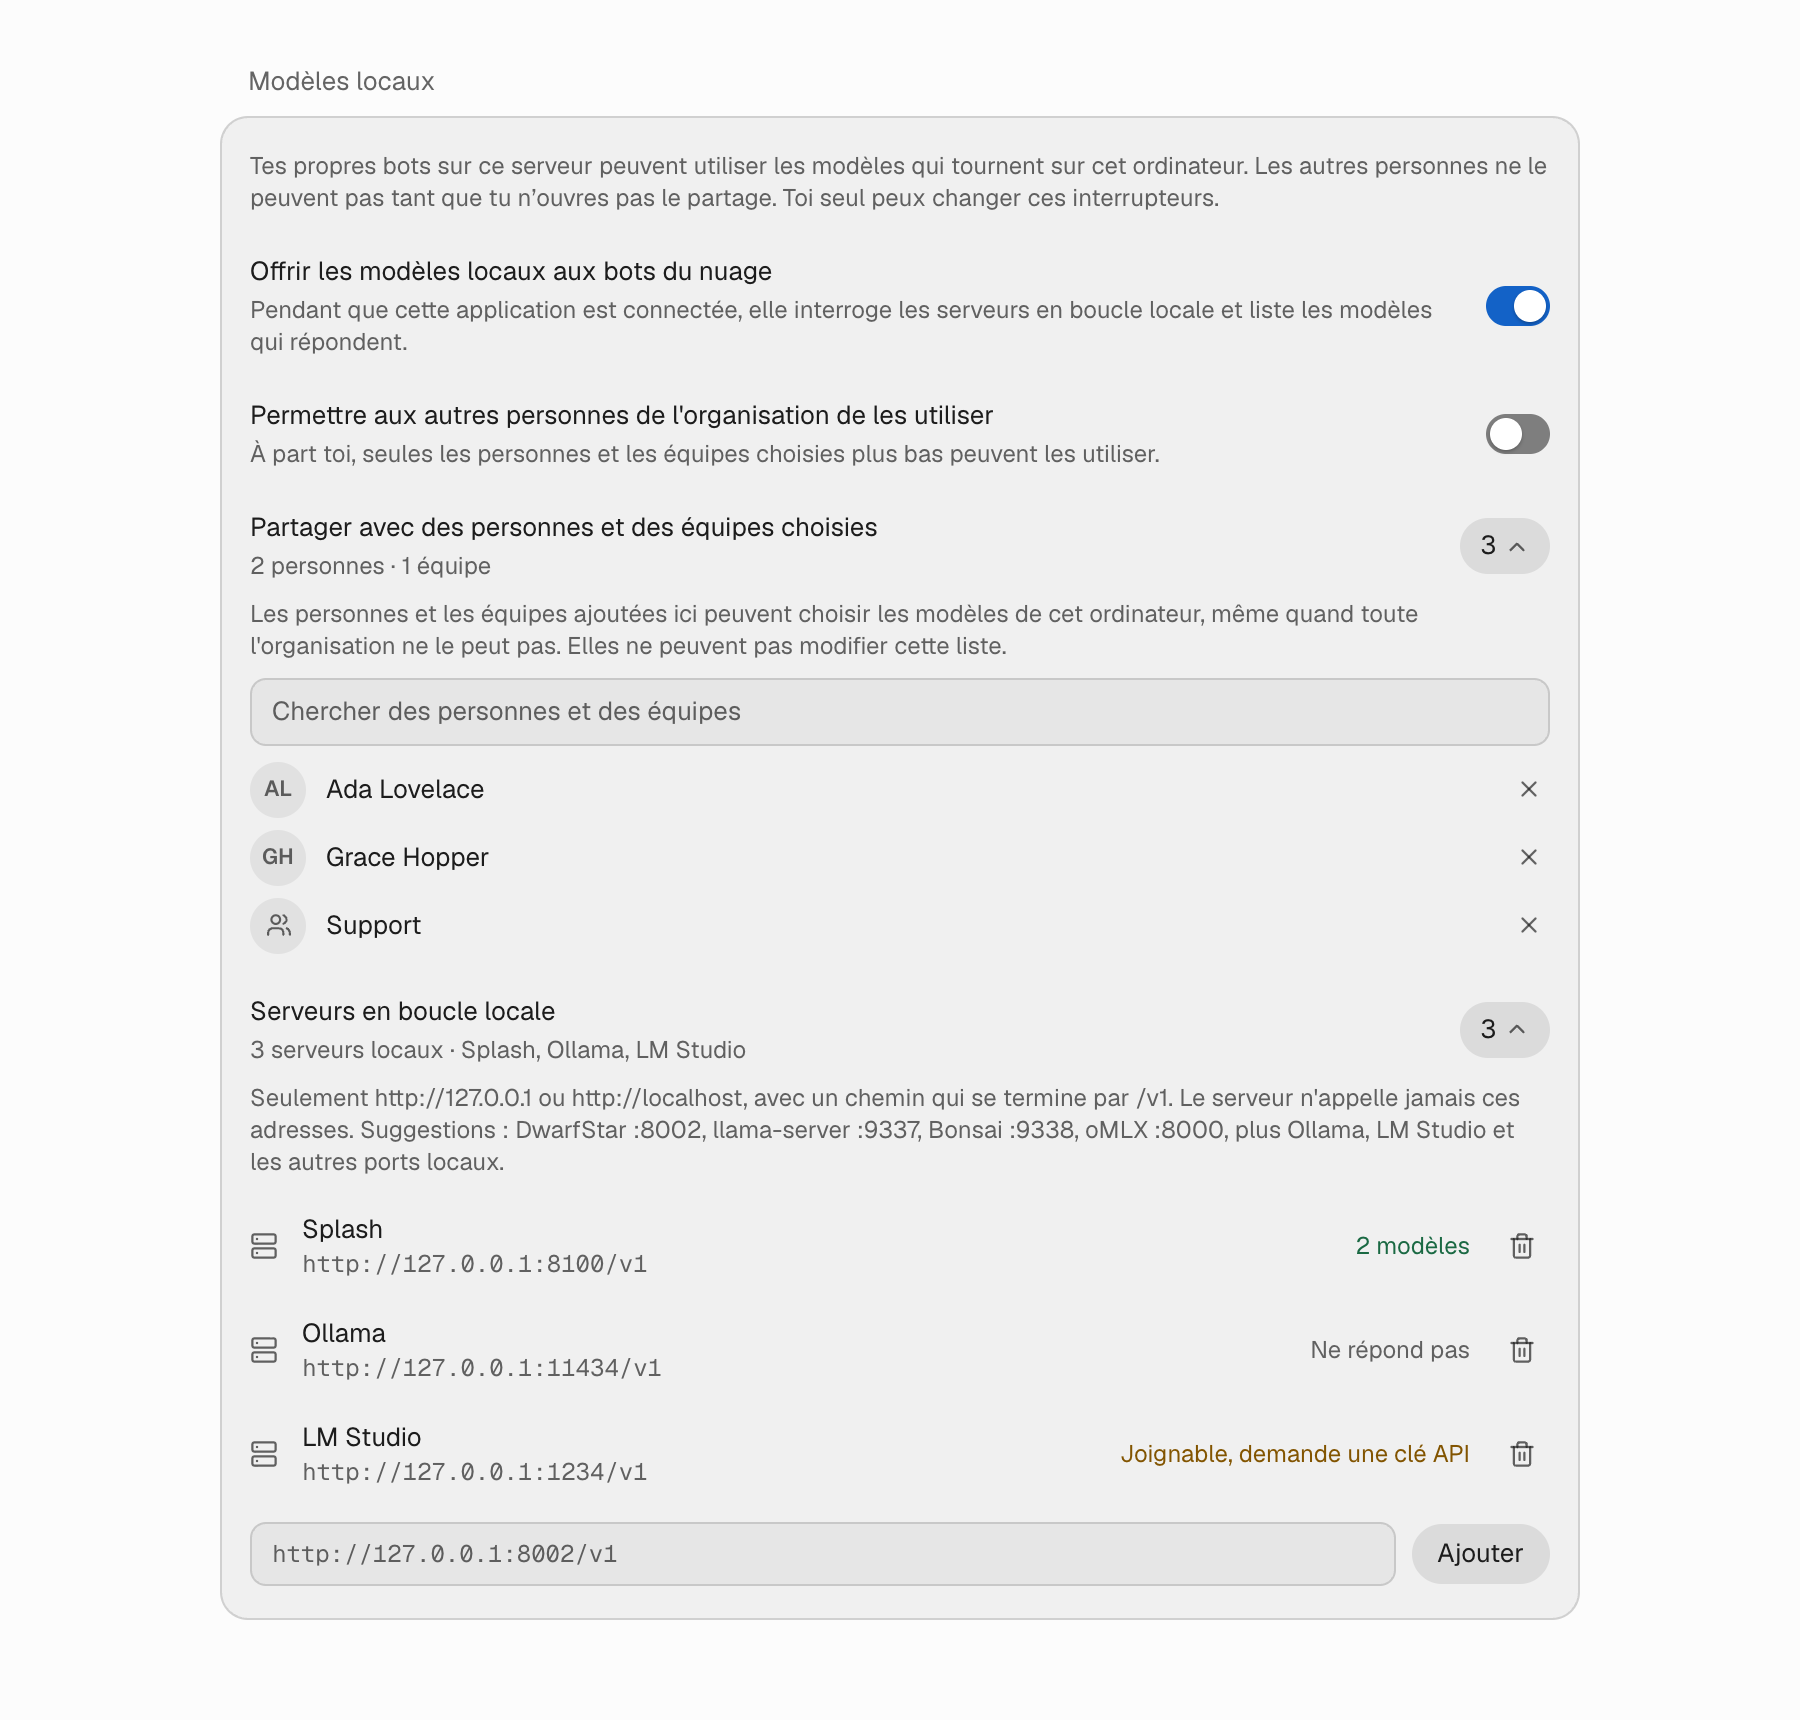 Modèles locaux
Tes propres bots sur ce serveur peuvent utiliser les modèles qui tournent sur cet ordinateur. Les autres personnes ne le
peuvent pas tant que tu n’ouvres pas le partage. Toi seul peux changer ces interrupteurs.
Offrir les modèles locaux aux bots du nuage
Pendant que cette application est connectée, elle interroge les serveurs en boucle locale et liste les modèles
qui répondent.
Permettre aux autres personnes de l'organisation de les utiliser
À part toi, seules les personnes et les équipes choisies plus bas peuvent les utiliser.
Partager avec des personnes et des équipes choisies
3
2 personnes · 1 équipe
Les personnes et les équipes ajoutées ici peuvent choisir les modèles de cet ordinateur, même quand toute
l'organisation ne le peut pas. Elles ne peuvent pas modifier cette liste.
Chercher des personnes et des équipes
AL Ada Lovelace
GH Grace Hopper
Support
Serveurs en boucle locale
3
3 serveurs locaux · Splash, Ollama, LM Studio
Seulement http://127.0.0.1 ou http://localhost, avec un chemin qui se termine par /v1. Le serveur n'appelle jamais ces
adresses. Suggestions : DwarfStar :8002, llama-server :9337, Bonsai :9338, oMLX :8000, plus Ollama, LM Studio et
les autres ports locaux.
Splash
http://127.0.0.1:8100/v1
2 modèles
Ollama
http://127.0.0.1:11434/v1
Ne répond pas
LM Studio
http://127.0.0.1:1234/v1
Joignable, demande une clé API
http://127.0.0.1:8002/v1
Ajouter